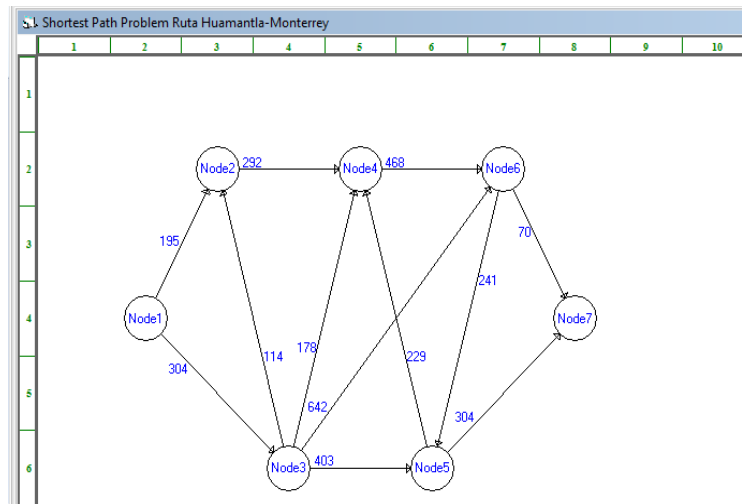 Shortest Path Problem Ruta Huamantla-Monterrey
1 2 3 4 5 6 7 8 9 10
1
2
3
4
5
6
Node2 292 Node4 468 Node6
195 70
241
Node1 Node7
304 114 178 229
642 304
403
Node3 Node5